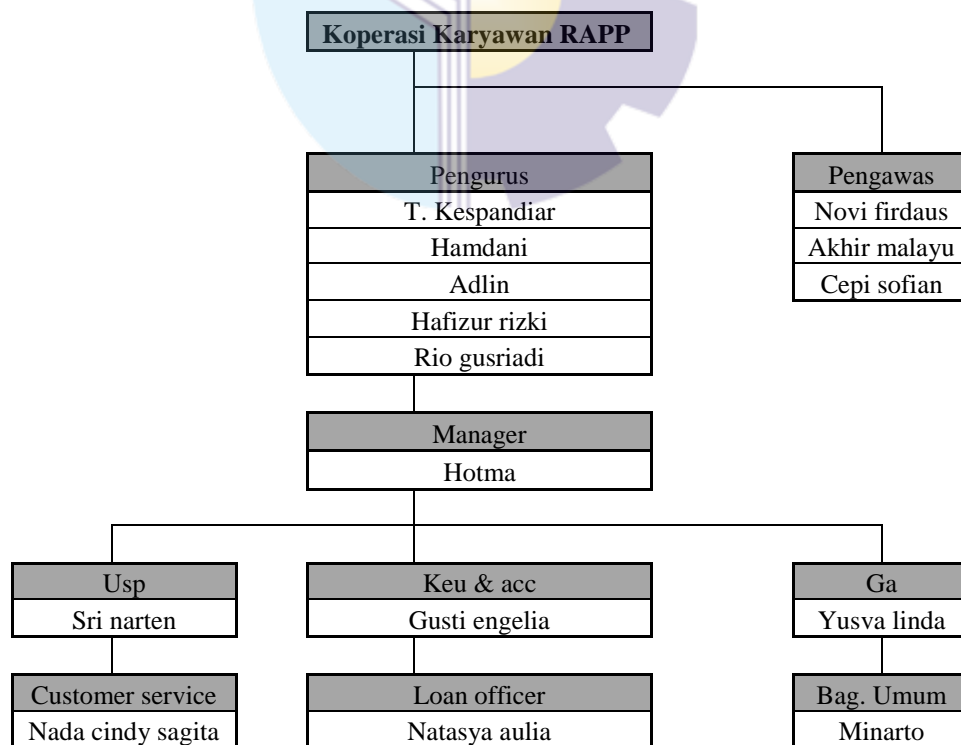 Koperasi Karyawan RAPP
Pengurus
T. Kespandiar
Hamdani
Adlin
Hafizur rizki
Rio gusriadi
Pengawas
Novi firdaus
Akhir malayu
Cepi sofian
Manager
Hotma
Usp
Sri narten
Keu & acc
Gusti engelia
Ga
Yusva linda
Customer service
Nada cindy sagita
Loan officer
Natasya aulia
Bag. Umum
Minarto